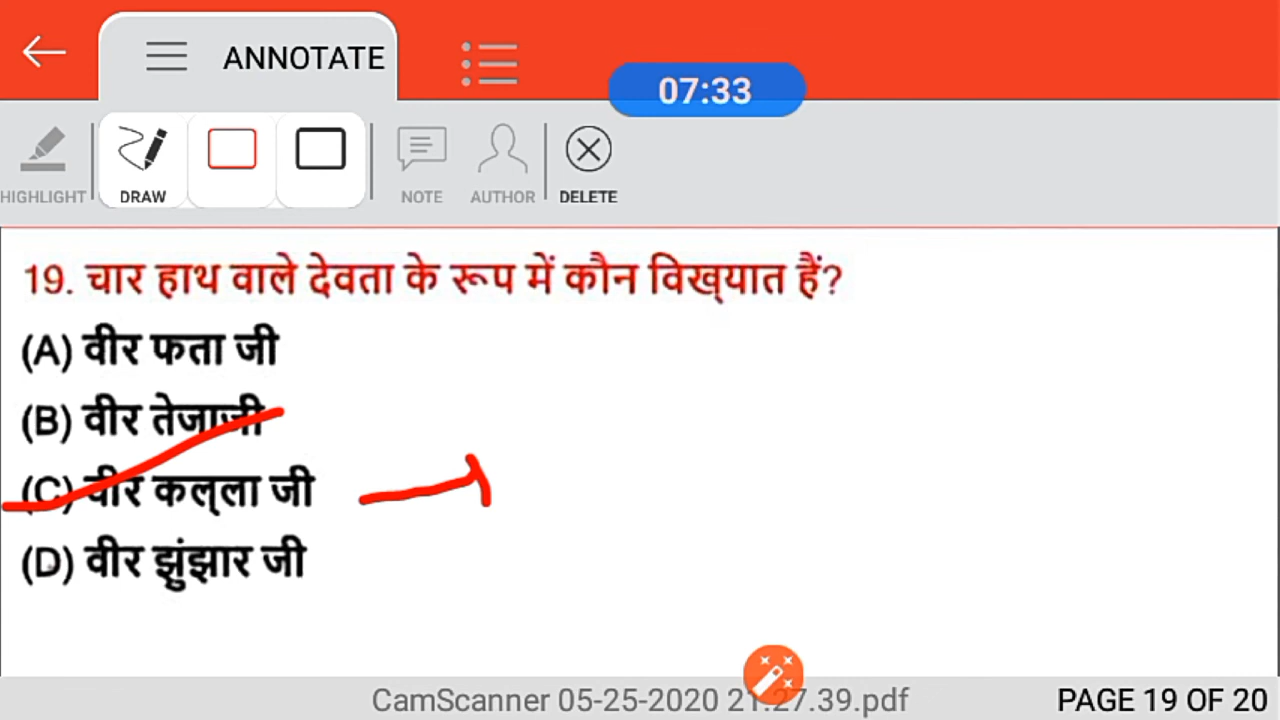 ANNOTATE
07:33
HIGHLIGHT DRAW NOTE AUTHOR DELETE
19. चार हाथ वाले देवता के रूप में कौन विख्यात हैं?
(A) वीर फता जी
(B) वीर तेजाजी
(C) वीर कल्ला जी
(D) वीर झुंझार जी
CamScanner 05-25-2020 21.27.39.pdf PAGE 19 OF 20